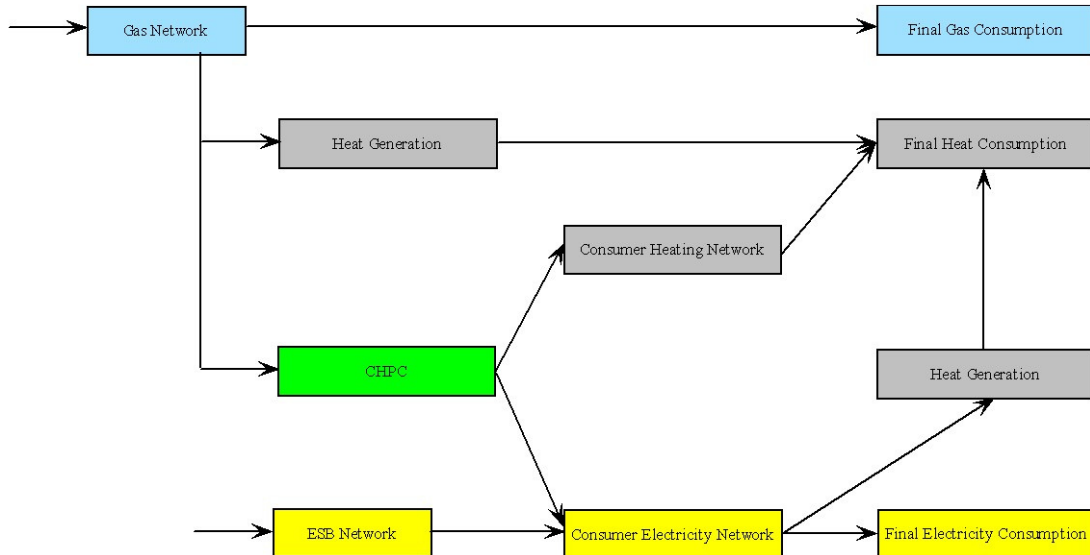 Gas Network
Final Gas Consumption
Heat Generation
Final Heat Consumption
Consumer Heating Network
CHPC
Heat Generation
ESB Network
Consumer Electricity Network
Final Electricity Consumption